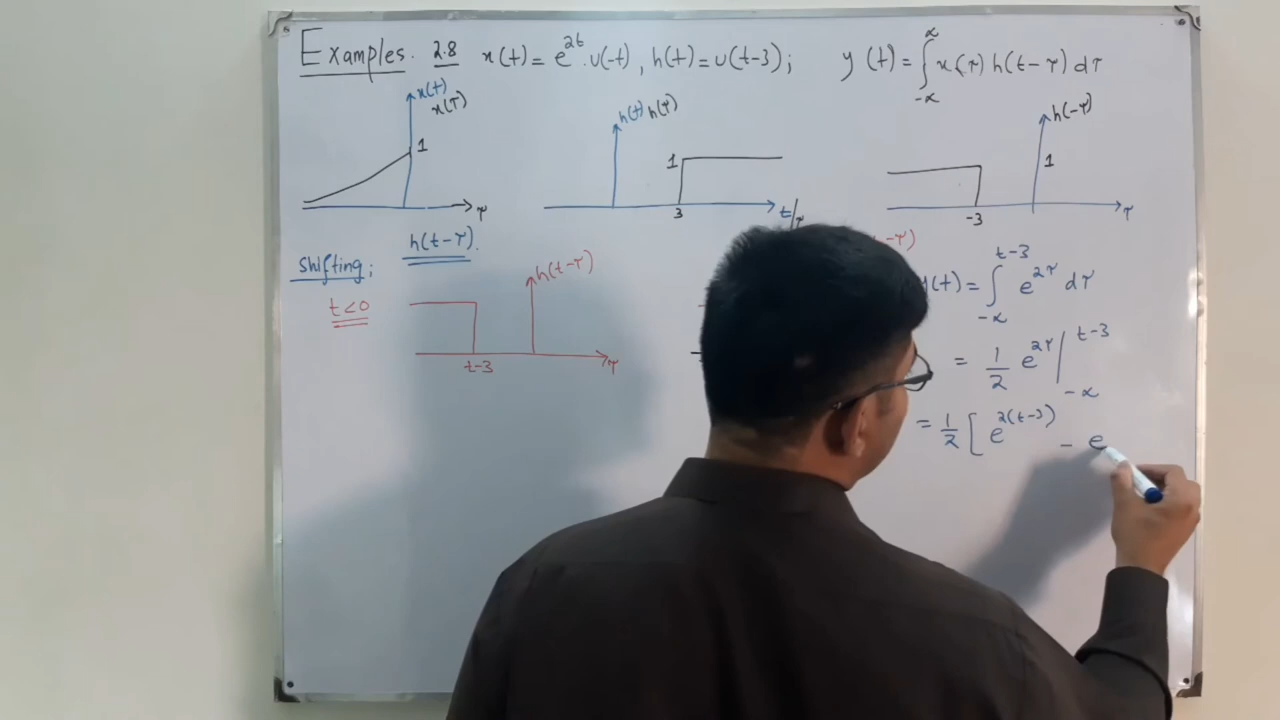 Examples. 2.8 x(t) = e^{2t}.u(-t), h(t) = u(t-3); y(t) = ∫_{-∝}^{∝} x(τ) h(t-τ) dτ
x(t) x(τ) 1 τ
h(t) h(τ) 1 3 t/τ
h(-τ) 1 -3 τ
Shifting; h(t-τ).
t<0 h(t-τ) t-3 τ
-τ)
y(t) = ∫_{-∝}^{t-3} e^{2τ} dτ
= 1/2 e^{2τ} |_{-∝}^{t-3}
= 1/2 [ e^{2(t-3)} - e